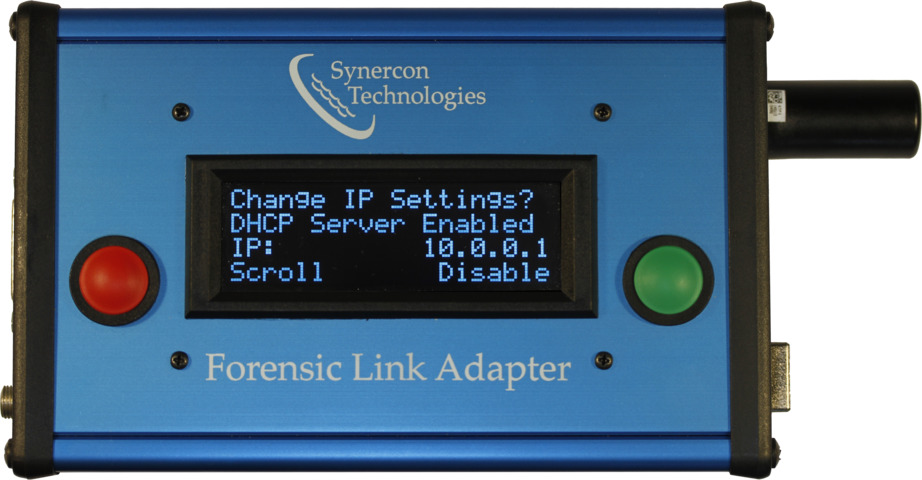 Synercon
Technologies
Change IP Settings?
DHCP Server Enabled
IP: 10.0.0.1
Scroll Disable
Forensic Link Adapter